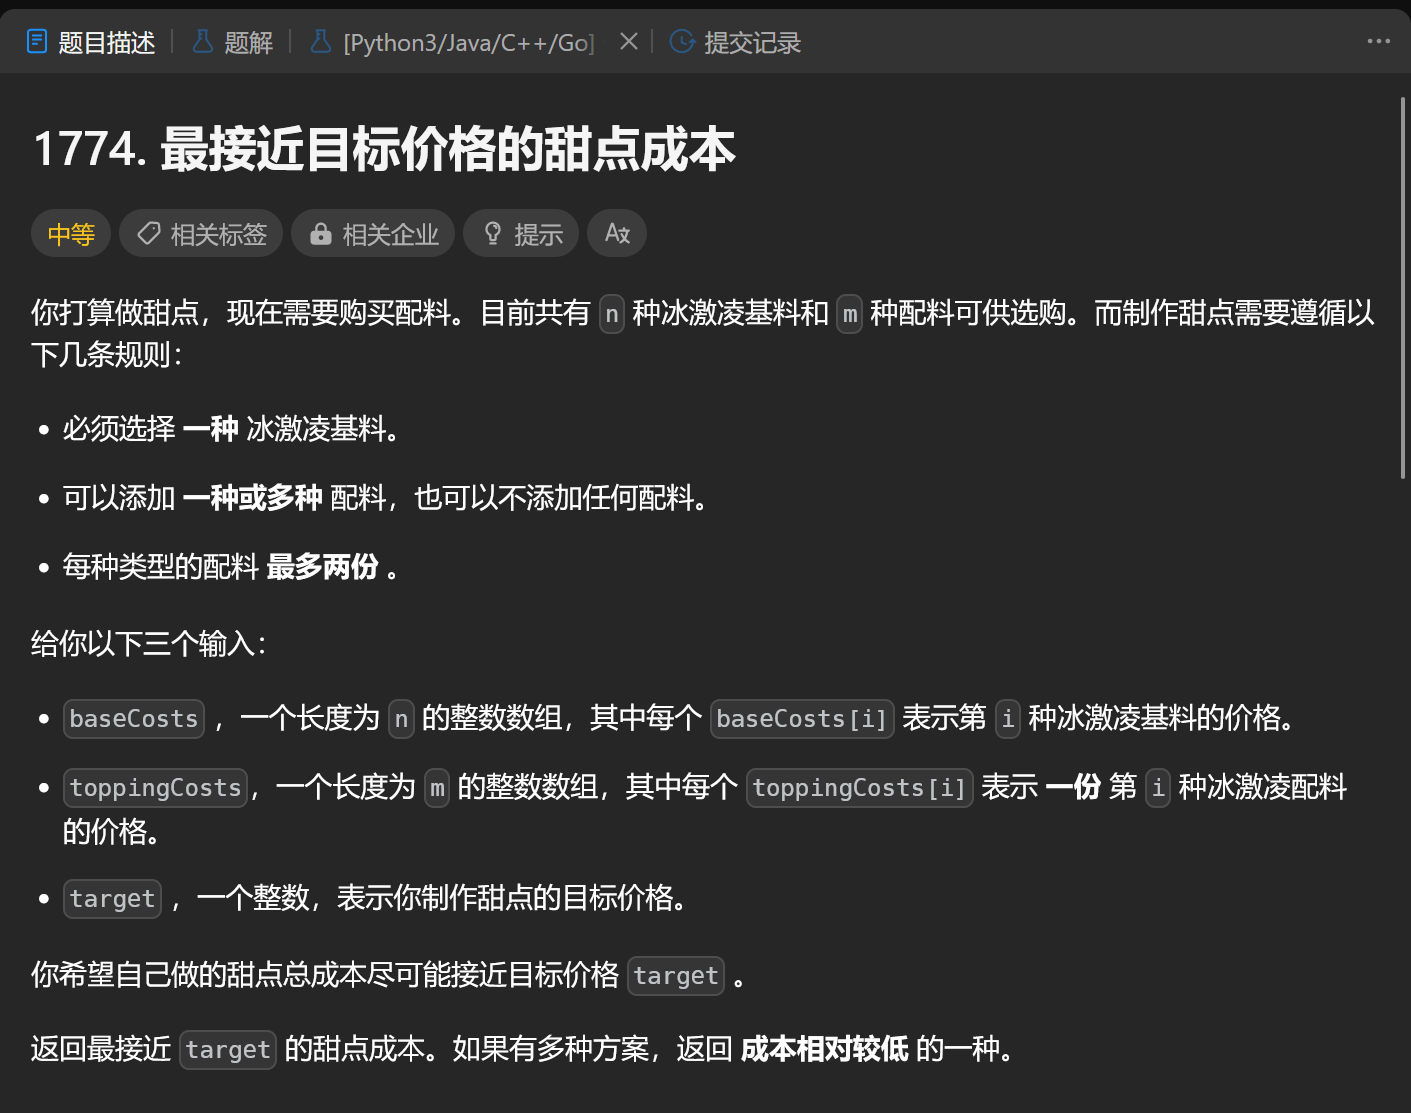 题目描述 题解 [Python3/Java/C++/Go] 提交记录
1774. 最接近目标价格的甜点成本
中等 相关标签 相关企业 提示
你打算做甜点，现在需要购买配料。目前共有 n 种冰激凌基料和 m 种配料可供选购。而制作甜点需要遵循以
下几条规则：
必须选择 一种 冰激凌基料。
可以添加 一种或多种 配料，也可以不添加任何配料。
每种类型的配料 最多两份 。
给你以下三个输入：
baseCosts ，一个长度为 n 的整数数组，其中每个 baseCosts[i] 表示第 i 种冰激凌基料的价格。
toppingCosts，一个长度为 m 的整数数组，其中每个 toppingCosts[i] 表示 一份 第 i 种冰激凌配料
的价格。
target ，一个整数，表示你制作甜点的目标价格。
你希望自己做的甜点总成本尽可能接近目标价格 target 。
返回最接近 target 的甜点成本。如果有多种方案，返回 成本相对较低 的一种。